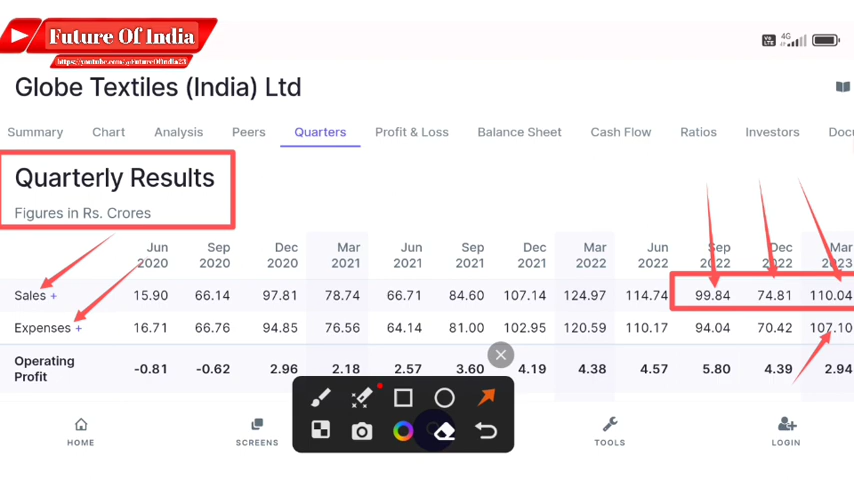 Future Of India
https://youtube.com/@FutureOfIndia23
Vo LTE 4G
Globe Textiles (India) Ltd
Summary Chart Analysis Peers Quarters Profit & Loss Balance Sheet Cash Flow Ratios Investors Docu
Quarterly Results
Figures in Rs. Crores
Jun 2020 Sep 2020 Dec 2020 Mar 2021 Jun 2021 Sep 2021 Dec 2021 Mar 2022 Jun 2022 Sep 2022 Dec 2022 Mar 2023
Sales + 15.90 66.14 97.81 78.74 66.71 84.60 107.14 124.97 114.74 99.84 74.81 110.04
Expenses + 16.71 66.76 94.85 76.56 64.14 81.00 102.95 120.59 110.17 94.04 70.42 107.10
Operating Profit -0.81 -0.62 2.96 2.18 2.57 3.60 4.19 4.38 4.57 5.80 4.39 2.94
HOME SCREENS TOOLS LOGIN